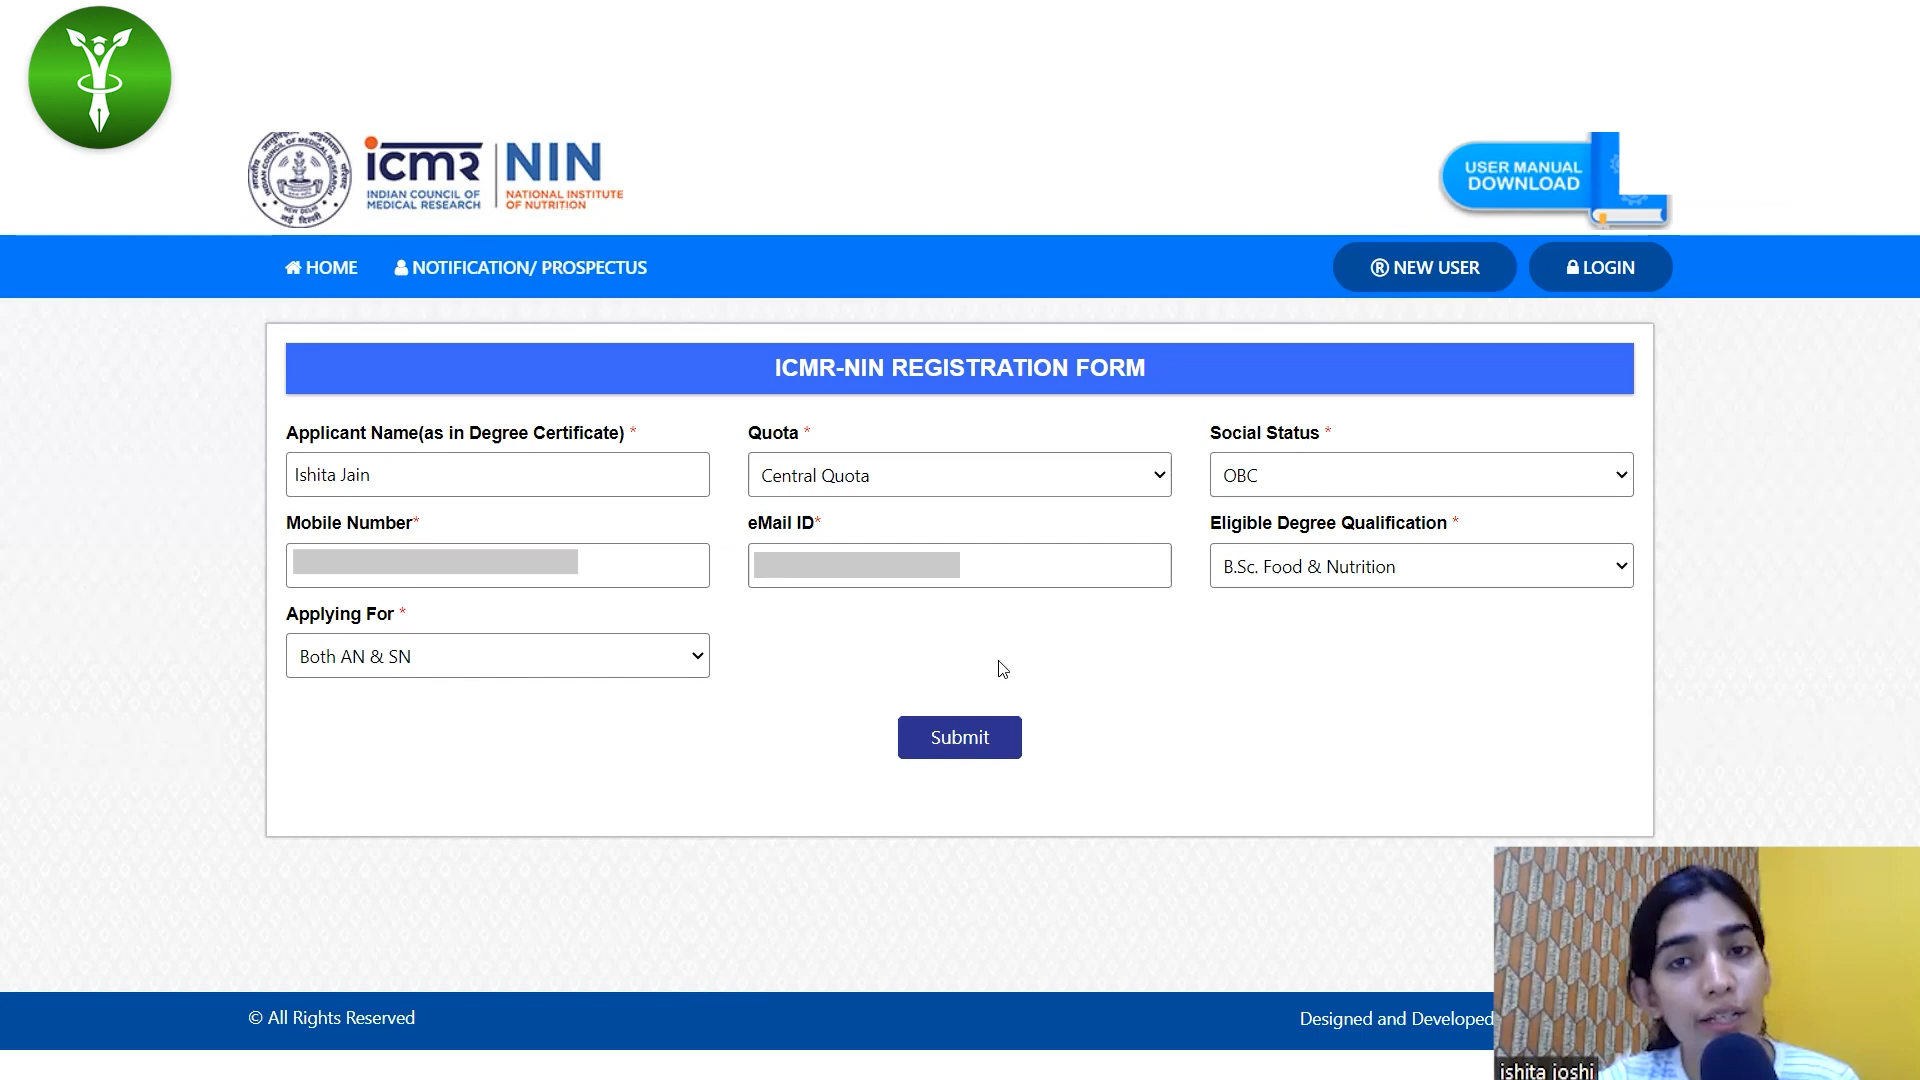 icmr
INDIAN COUNCIL OF
MEDICAL RESEARCH
NIN
NATIONAL INSTITUTE
OF NUTRITION
USER MANUAL
DOWNLOAD
HOME
NOTIFICATION/ PROSPECTUS
® NEW USER
LOGIN
ICMR-NIN REGISTRATION FORM
Applicant Name(as in Degree Certificate) *
Quota *
Social Status *
Ishita Jain
Central Quota
OBC
Mobile Number*
eMail ID*
Eligible Degree Qualification *
B.Sc. Food & Nutrition
Applying For *
Both AN & SN
Submit
© All Rights Reserved
Designed and Developed
ishita joshi